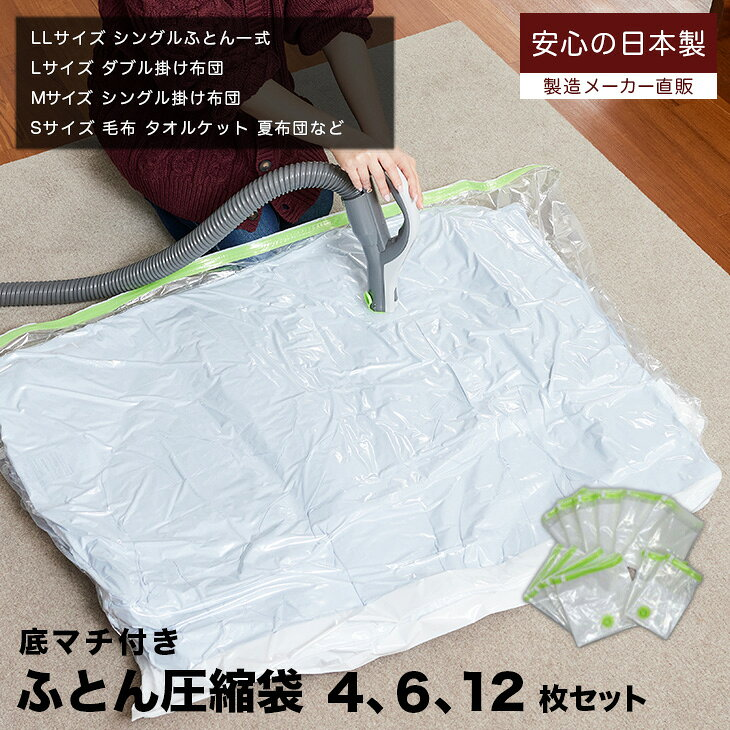 LLサイズ シングルふとん一式
Lサイズ ダブル掛け布団
Mサイズ シングル掛け布団
Sサイズ 毛布 タオルケット 夏布団など
安心の日本製
製造メーカー直販
底マチ付き
ふとん圧縮袋 4、6、12 枚セット